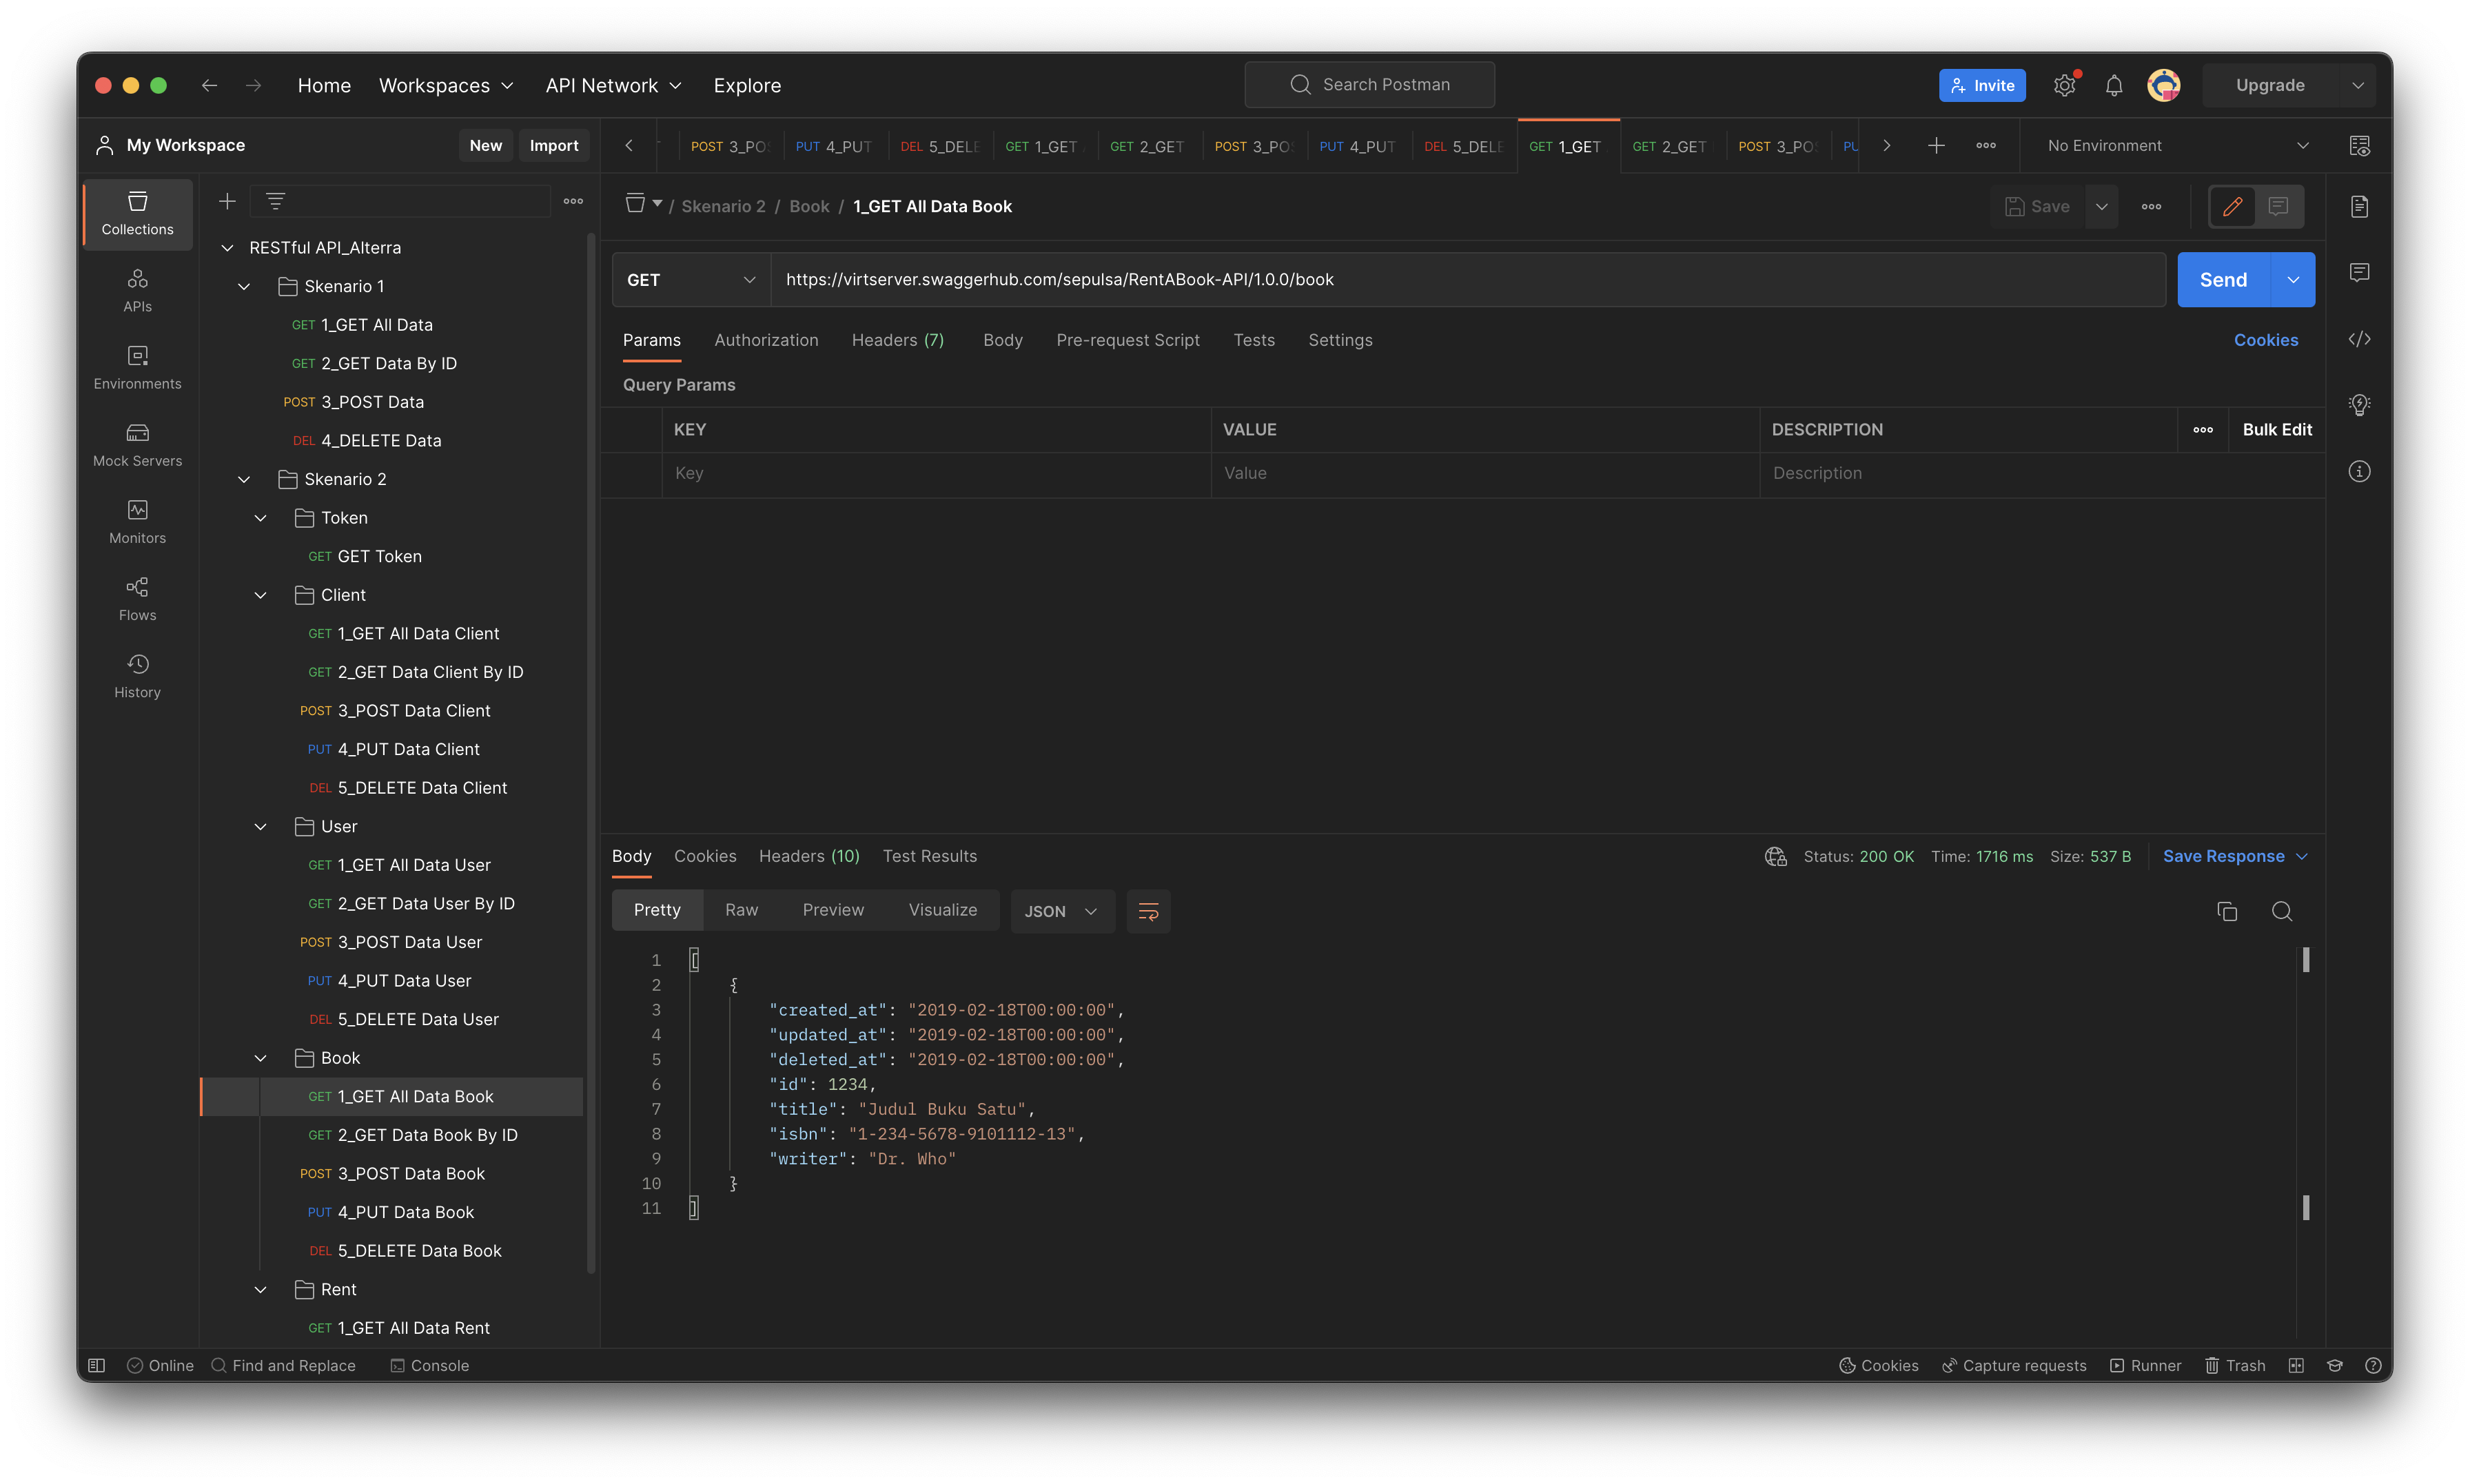 Home Workspaces API Network Explore Search Postman Invite Upgrade
My Workspace New Import
POST 3_PO PUT 4_PUT DEL 5_DELE GET 1_GET GET 2_GET POST 3_PO PUT 4_PUT DEL 5_DELE GET 1_GET GET 2_GET POST 3_PO PU No Environment
Collections
APIs
Environments
Mock Servers
Monitors
Flows
History
RESTful API_Alterra
Skenario 1
GET 1_GET All Data
GET 2_GET Data By ID
POST 3_POST Data
DEL 4_DELETE Data
Skenario 2
Token
GET GET Token
Client
GET 1_GET All Data Client
GET 2_GET Data Client By ID
POST 3_POST Data Client
PUT 4_PUT Data Client
DEL 5_DELETE Data Client
User
GET 1_GET All Data User
GET 2_GET Data User By ID
POST 3_POST Data User
PUT 4_PUT Data User
DEL 5_DELETE Data User
Book
GET 1_GET All Data Book
GET 2_GET Data Book By ID
POST 3_POST Data Book
PUT 4_PUT Data Book
DEL 5_DELETE Data Book
Rent
GET 1_GET All Data Rent
/ Skenario 2 / Book / 1_GET All Data Book Save
GET https://virtserver.swaggerhub.com/sepulsa/RentABook-API/1.0.0/book Send
Params Authorization Headers (7) Body Pre-request Script Tests Settings Cookies
Query Params
KEY VALUE DESCRIPTION Bulk Edit
Key Value Description
Body Cookies Headers (10) Test Results Status: 200 OK Time: 1716 ms Size: 537 B Save Response
Pretty Raw Preview Visualize JSON
1 [
2 {
3 "created_at": "2019-02-18T00:00:00",
4 "updated_at": "2019-02-18T00:00:00",
5 "deleted_at": "2019-02-18T00:00:00",
6 "id": 1234,
7 "title": "Judul Buku Satu",
8 "isbn": "1-234-5678-9101112-13",
9 "writer": "Dr. Who"
10 }
11 ]
Online Find and Replace Console Cookies Capture requests Runner Trash